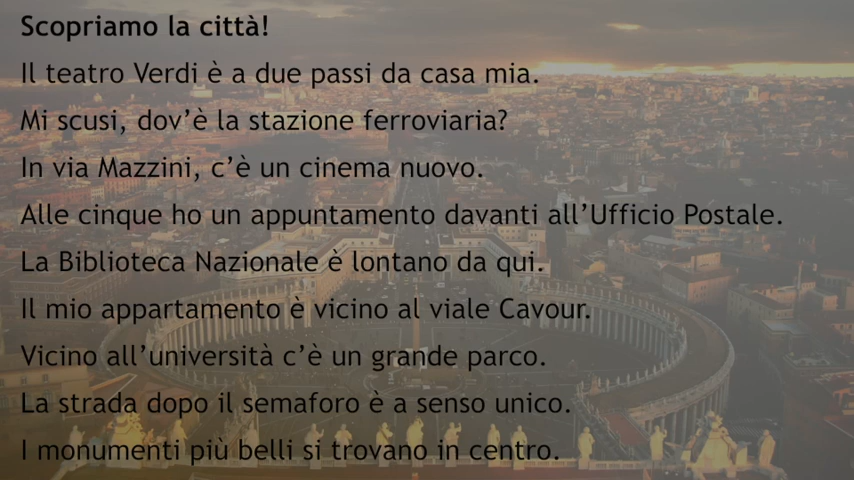 Scopriamo la città!
Il teatro Verdi è a due passi da casa mia.
Mi scusi, dov’è la stazione ferroviaria?
In via Mazzini, c’è un cinema nuovo.
Alle cinque ho un appuntamento davanti all’Ufficio Postale.
La Biblioteca Nazionale è lontano da qui.
Il mio appartamento è vicino al viale Cavour.
Vicino all’università c’è un grande parco.
La strada dopo il semaforo è a senso unico.
I monumenti più belli si trovano in centro.